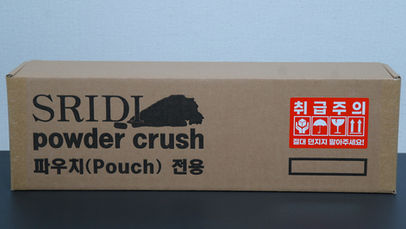 SRIDI
powder crush
파우치(Pouch) 전용
취급주의
절대 던지지 말아주세요!